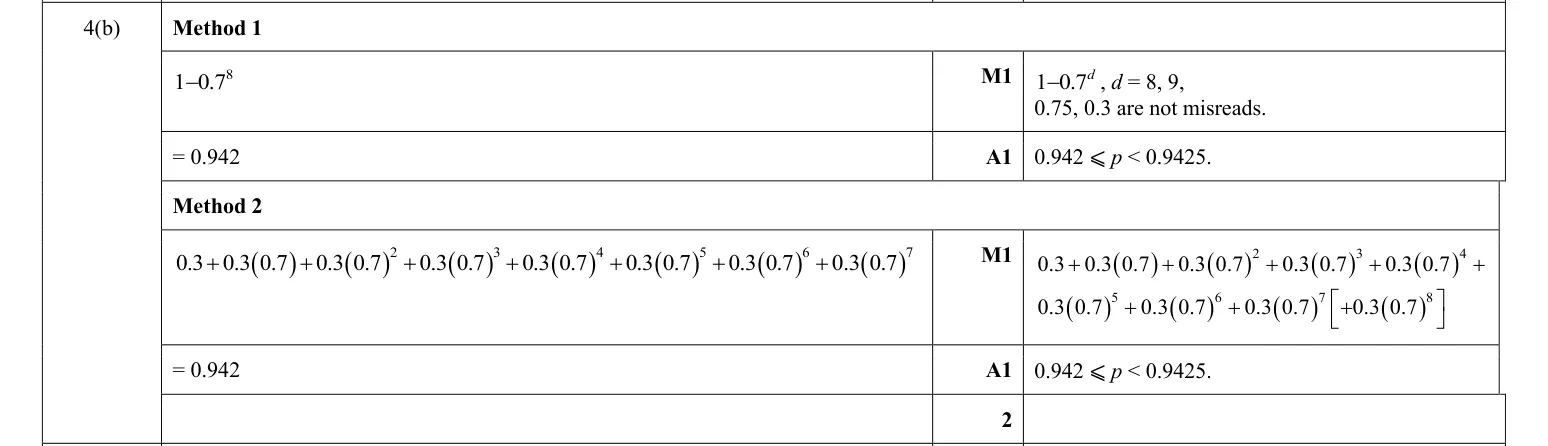 4(b) Method 1
1–0.7⁸ M1 1–0.7ᵈ , d = 8, 9,
0.75, 0.3 are not misreads.
= 0.942 A1 0.942 ⩽ p < 0.9425.
Method 2
0.3+0.3(0.7)+0.3(0.7)²+0.3(0.7)³+0.3(0.7)⁴+0.3(0.7)⁵+0.3(0.7)⁶+0.3(0.7)⁷ M1 0.3+0.3(0.7)+0.3(0.7)²+0.3(0.7)³+0.3(0.7)⁴+
0.3(0.7)⁵+0.3(0.7)⁶+0.3(0.7)⁷[+0.3(0.7)⁸]
= 0.942 A1 0.942 ⩽ p < 0.9425.
2